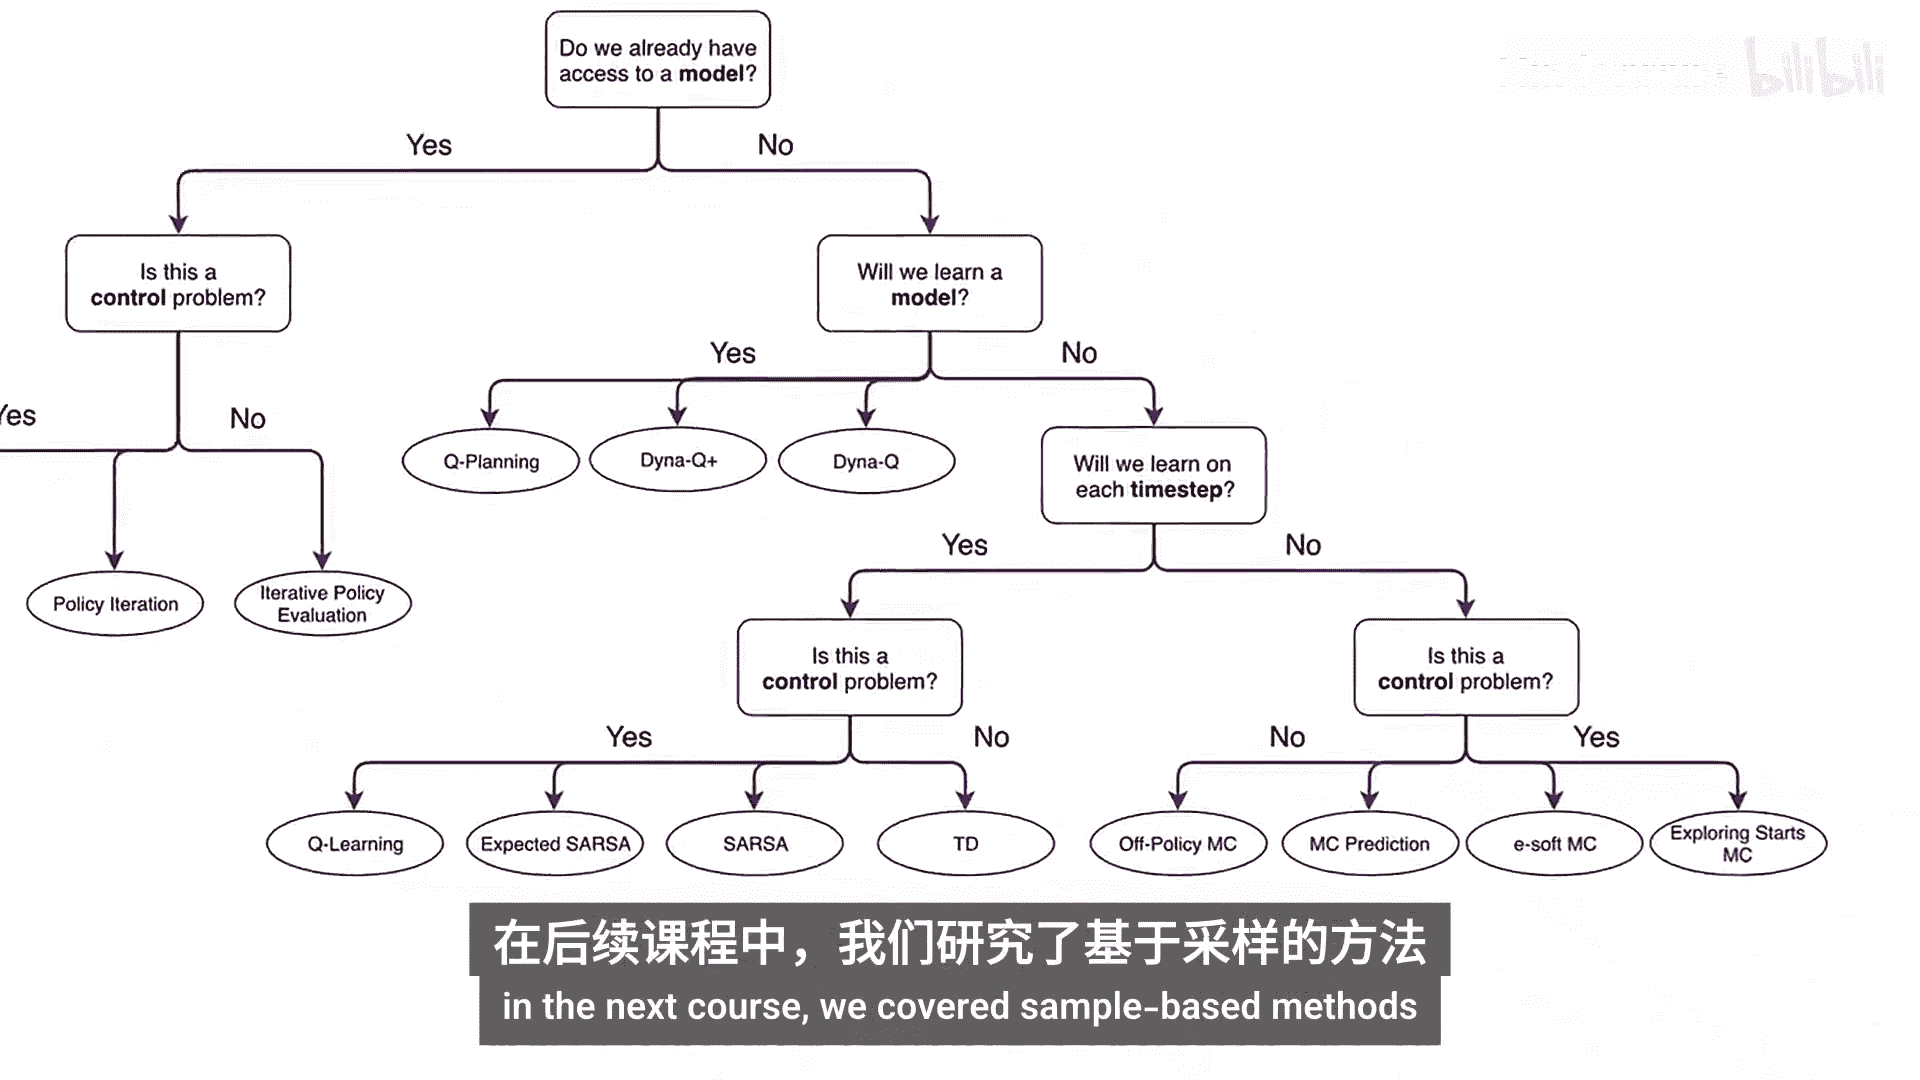 Do we already have
access to a model?
Yes
No
Is this a
control problem?
Will we learn a
model?
Yes
No
Yes
No
Q-Planning
Dyna-Q+
Dyna-Q
Will we learn on
each timestep?
Policy Iteration
Iterative Policy
Evaluation
Yes
No
Is this a
control problem?
Is this a
control problem?
Yes
No
No
Yes
Q-Learning
Expected SARSA
SARSA
TD
Off-Policy MC
MC Prediction
e-soft MC
Exploring Starts
MC
在后续课程中，我们研究了基于采样的方法
in the next course, we covered sample-based methods
bilibili